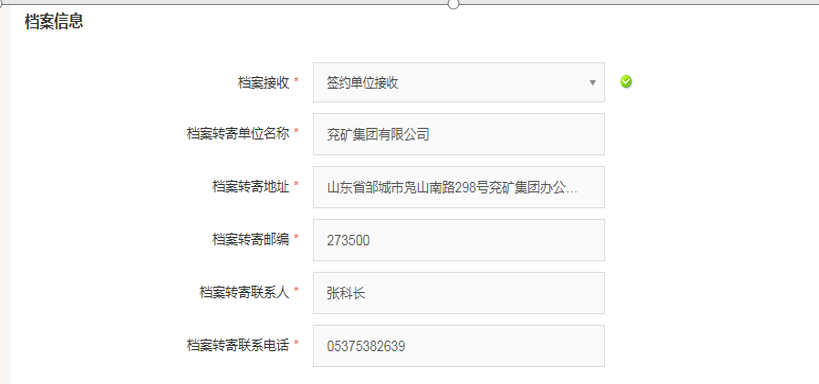 档案信息
档案接收 * 签约单位接收
档案转寄单位名称 * 兖矿集团有限公司
档案转寄地址 * 山东省邹城市凫山南路298号兖矿集团办公...
档案转寄邮编 * 273500
档案转寄联系人 * 张科长
档案转寄联系电话 * 05375382639